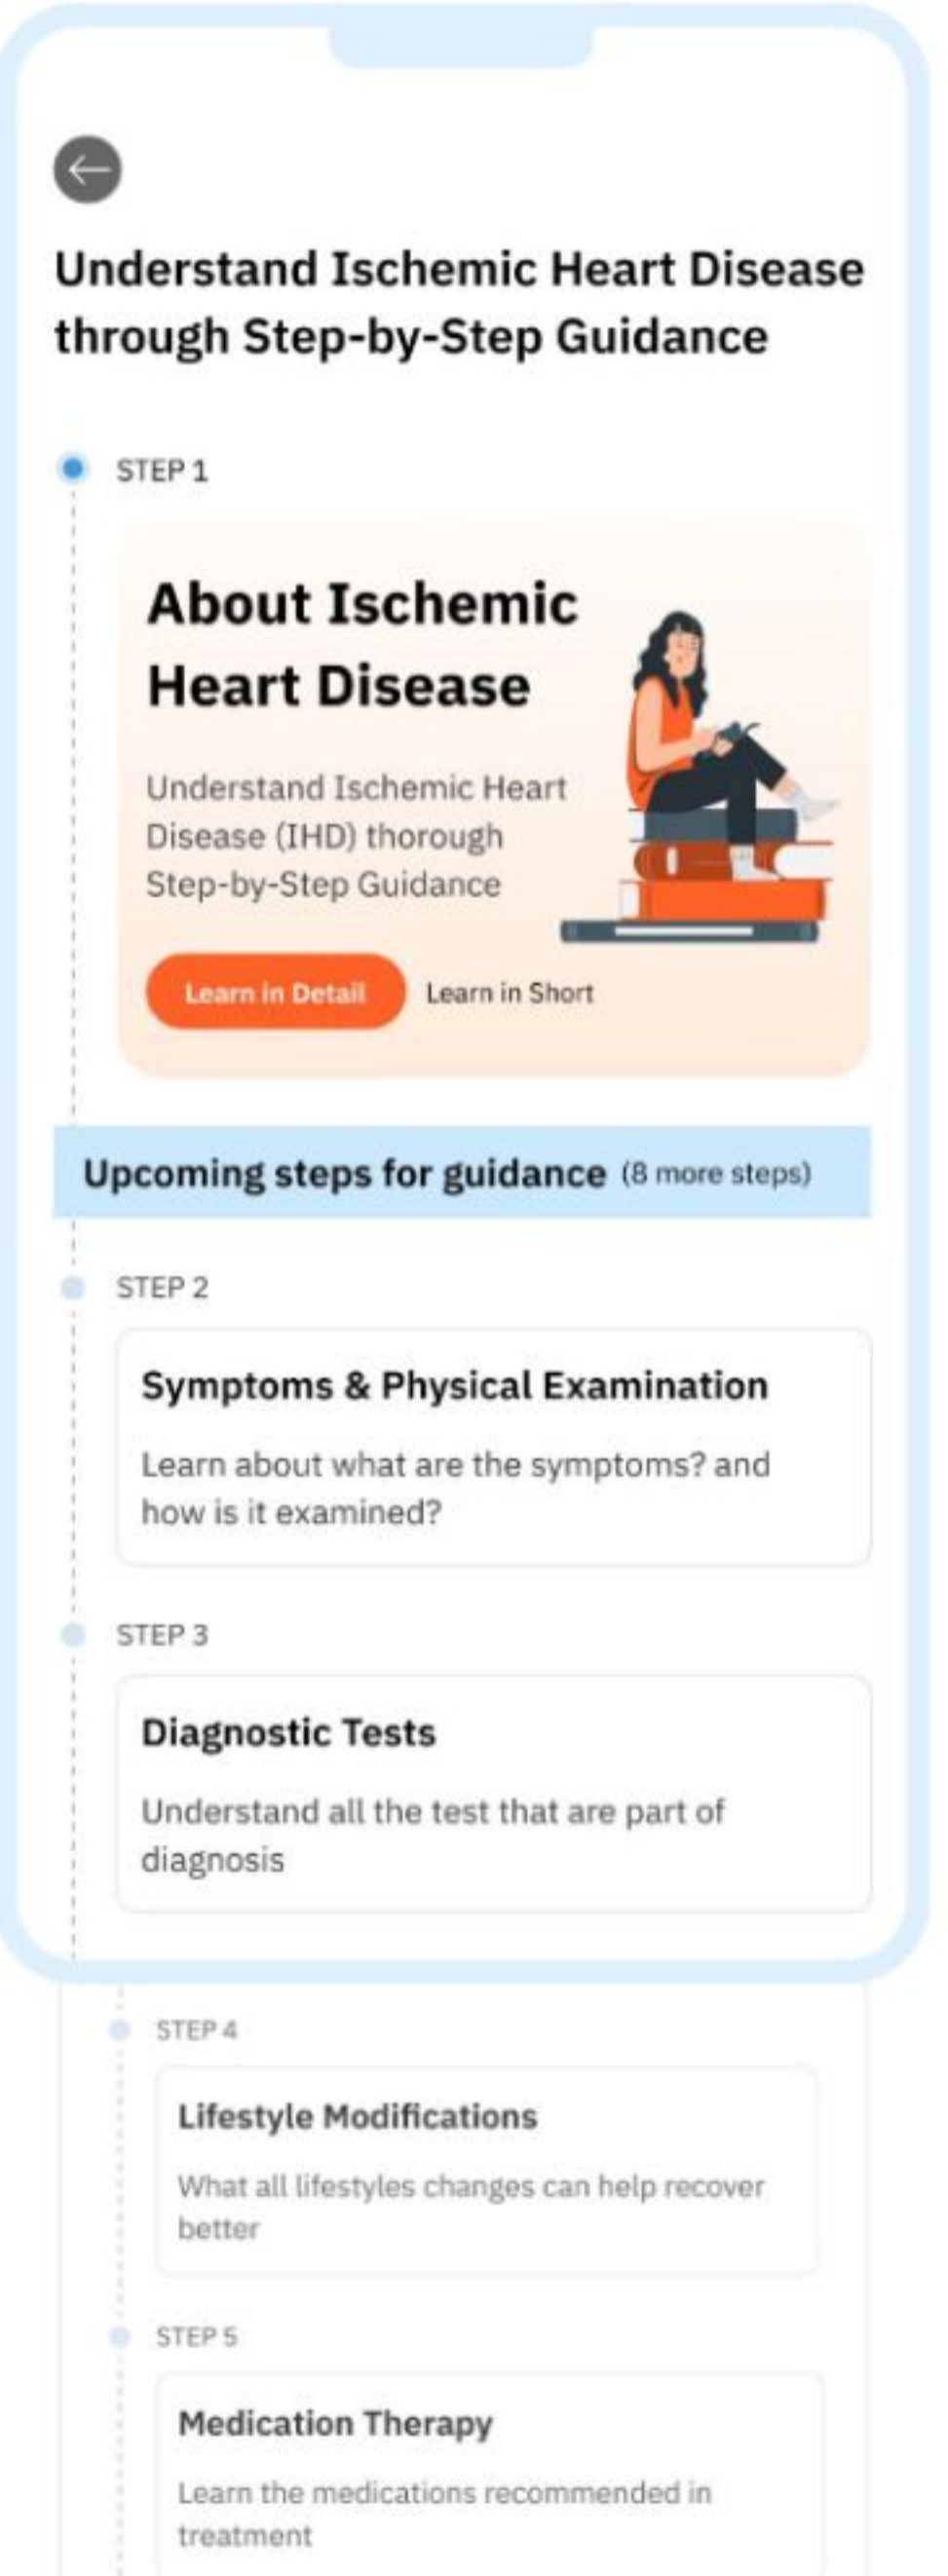 Understand Ischemic Heart Disease
through Step-by-Step Guidance
STEP 1
About Ischemic
Heart Disease
Understand Ischemic Heart
Disease (IHD) thorough
Step-by-Step Guidance
Learn in Detail
Learn in Short
Upcoming steps for guidance (8 more steps)
STEP 2
Symptoms & Physical Examination
Learn about what are the symptoms? and
how is it examined?
STEP 3
Diagnostic Tests
Understand all the test that are part of
diagnosis
STEP 4
Lifestyle Modifications
What all lifestyles changes can help recover
better
STEP 5
Medication Therapy
Learn the medications recommended in
treatment